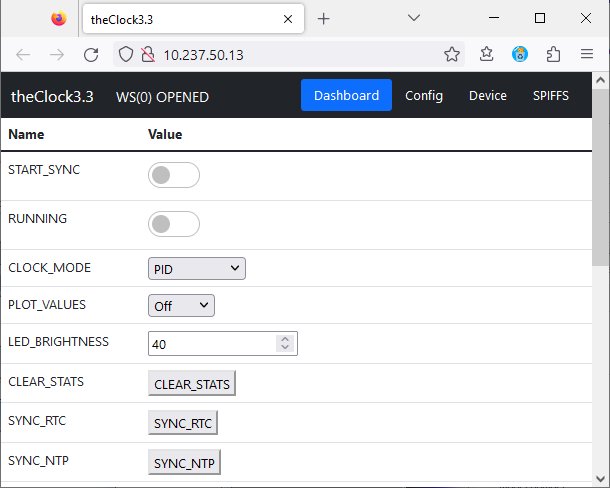 theClock3.3
10.237.50.13
theClock3.3 WS(0) OPENED Dashboard Config Device SPIFFS
Name Value
START_SYNC
RUNNING
CLOCK_MODE PID
PLOT_VALUES Off
LED_BRIGHTNESS 40
CLEAR_STATS CLEAR_STATS
SYNC_RTC SYNC_RTC
SYNC_NTP SYNC_NTP